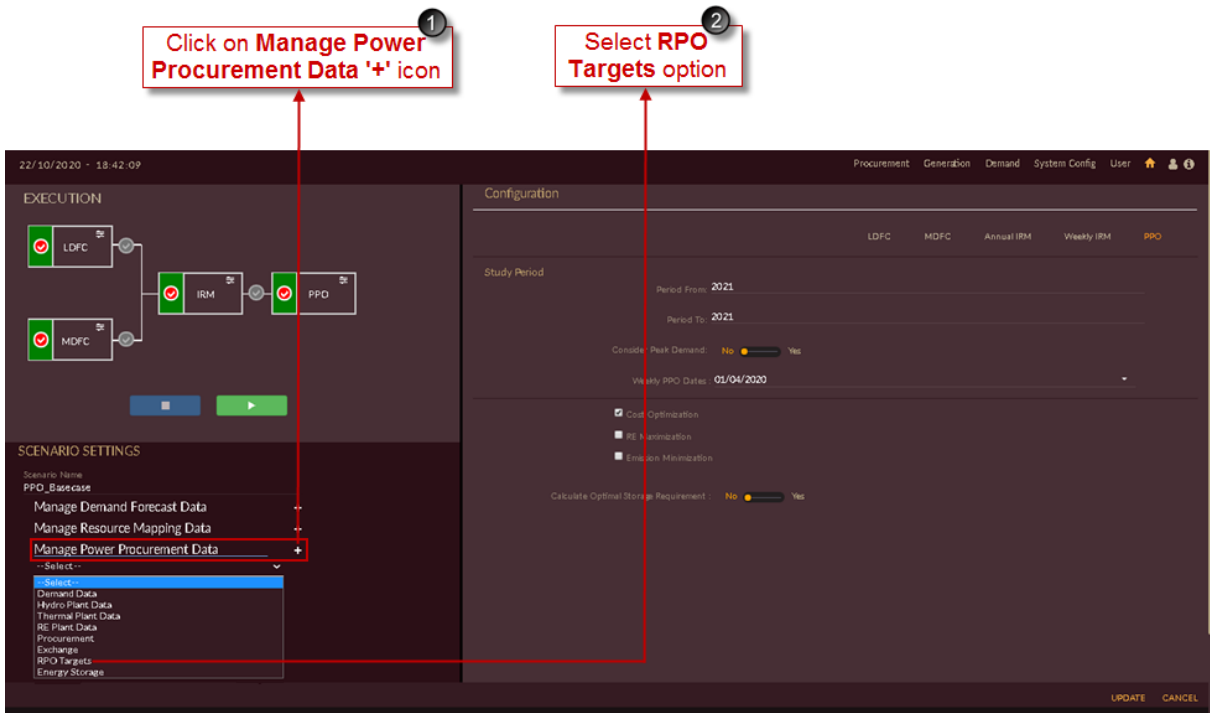 1
Click on Manage Power
Procurement Data '+' icon
2
Select RPO
Targets option
22/10/2020 - 18:42:09
Procurement Generation Demand System Config User
EXECUTION
LDFC
IRM
PPO
MDFC
Configuration
LDFC MDFC Annual IRM Weekly IRM PPO
Study Period
Period From: 2021
Period To: 2021
Consider Peak Demand: No Yes
Weekly PPO Dates : 01/04/2020
Cost Optimization
RE Maximization
Emission Minimization
Calculate Optimal Storage Requirement : No Yes
SCENARIO SETTINGS
Scenario Name
PPO_Basecase
Manage Demand Forecast Data +
Manage Resource Mapping Data +
Manage Power Procurement Data +
--Select--
--Select--
Demand Data
Hydro Plant Data
Thermal Plant Data
RE Plant Data
Procurement
Exchange
RPO Targets
Energy Storage
UPDATE CANCEL